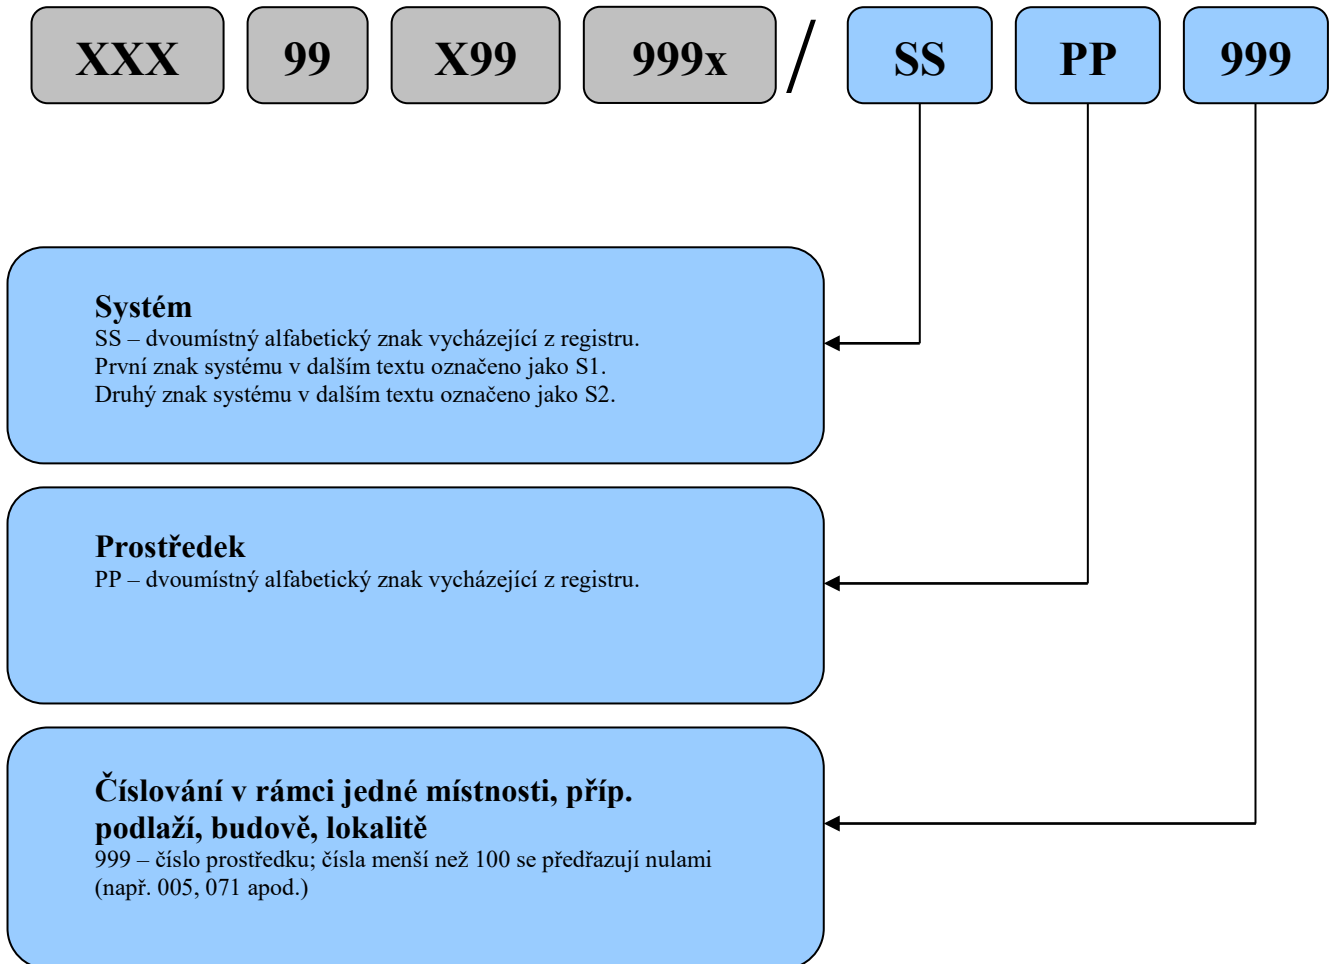 XXX 99 X99 999x / SS PP 999
Systém
SS – dvoumístný alfabetický znak vycházející z registru.
První znak systému v dalším textu označeno jako S1.
Druhý znak systému v dalším textu označeno jako S2.
Prostředek
PP – dvoumístný alfabetický znak vycházející z registru.
Číslování v rámci jedné místnosti, příp.
podlaží, budově, lokalitě
999 – číslo prostředku; čísla menší než 100 se předřazují nulami
(např. 005, 071 apod.)